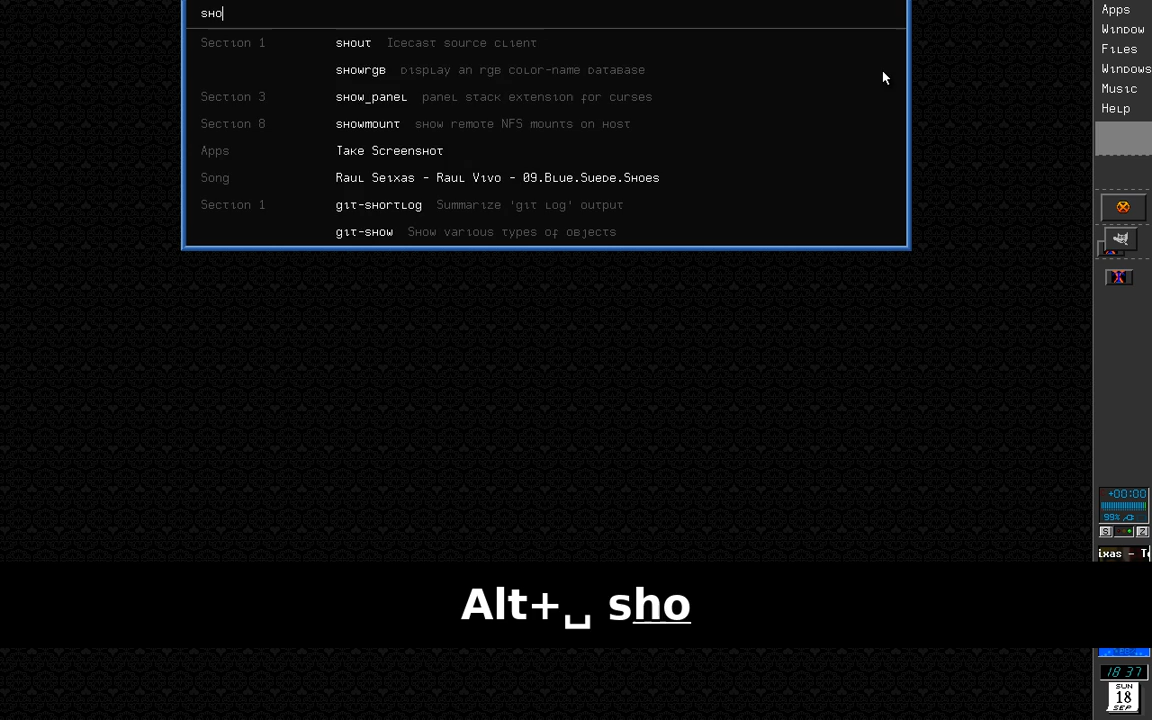 sho
Section 1 shout Icecast source client
showrgb display an rgb color-name database
Section 3 show_panel panel stack extension for curses
Section 8 showmount show remote NFS mounts on host
Apps Take Screenshot
Song Raul Seixas - Raul Vivo - 09.Blue.Suede.Shoes
Section 1 git-shortlog Summarize 'git log' output
git-show Show various types of objects
Apps
Window
Files
Windows
Music
Help
+00:00
99%
S Z
ixas - T
Alt+␣ sho
18 37
SUN
18
SEP